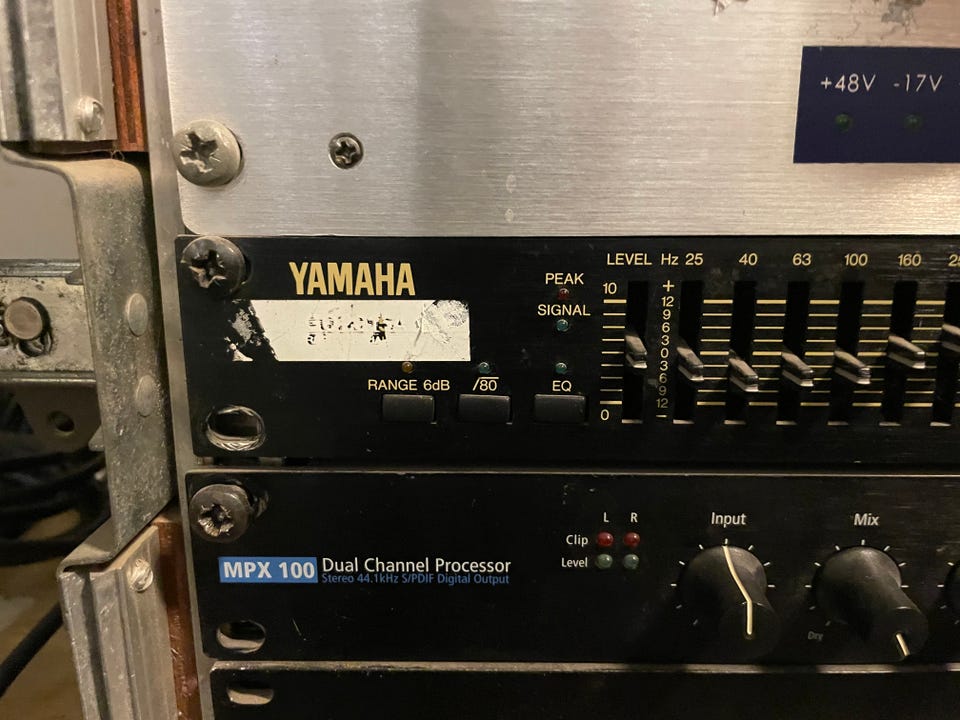 +48V -17V
YAMAHA
PEAK
SIGNAL
RANGE 6dB /80 EQ
LEVEL Hz 25 40 63 100 160
10
0
+
12
9
6
3
0
3
6
9
12
–
MPX 100 Dual Channel Processor
Stereo 44.1kHz S/PDIF Digital Output
L R
Clip
Level
Input Mix
Dry